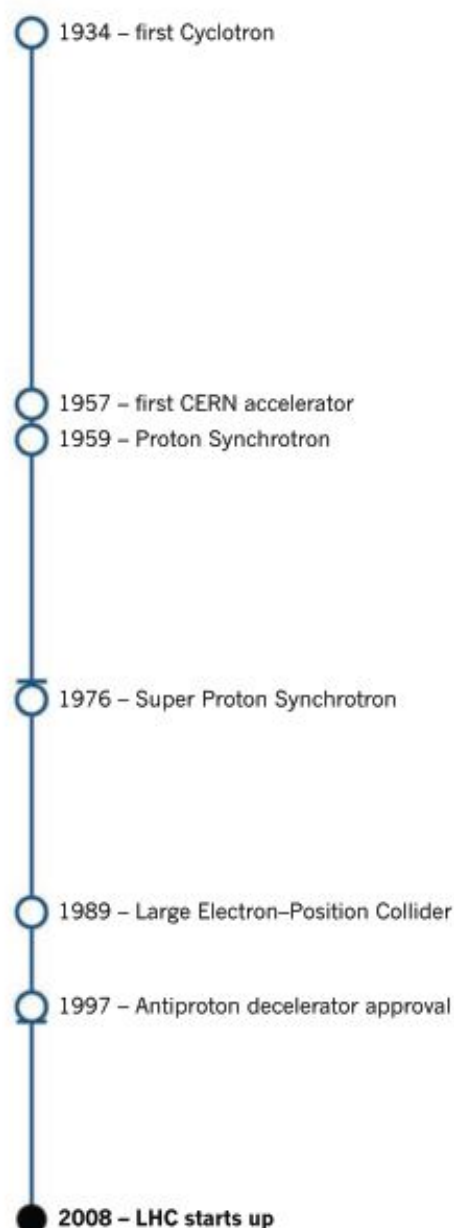 1934 – first Cyclotron
1957 – first CERN accelerator
1959 – Proton Synchrotron
1976 – Super Proton Synchrotron
1989 – Large Electron–Position Collider
1997 – Antiproton decelerator approval
2008 – LHC starts up